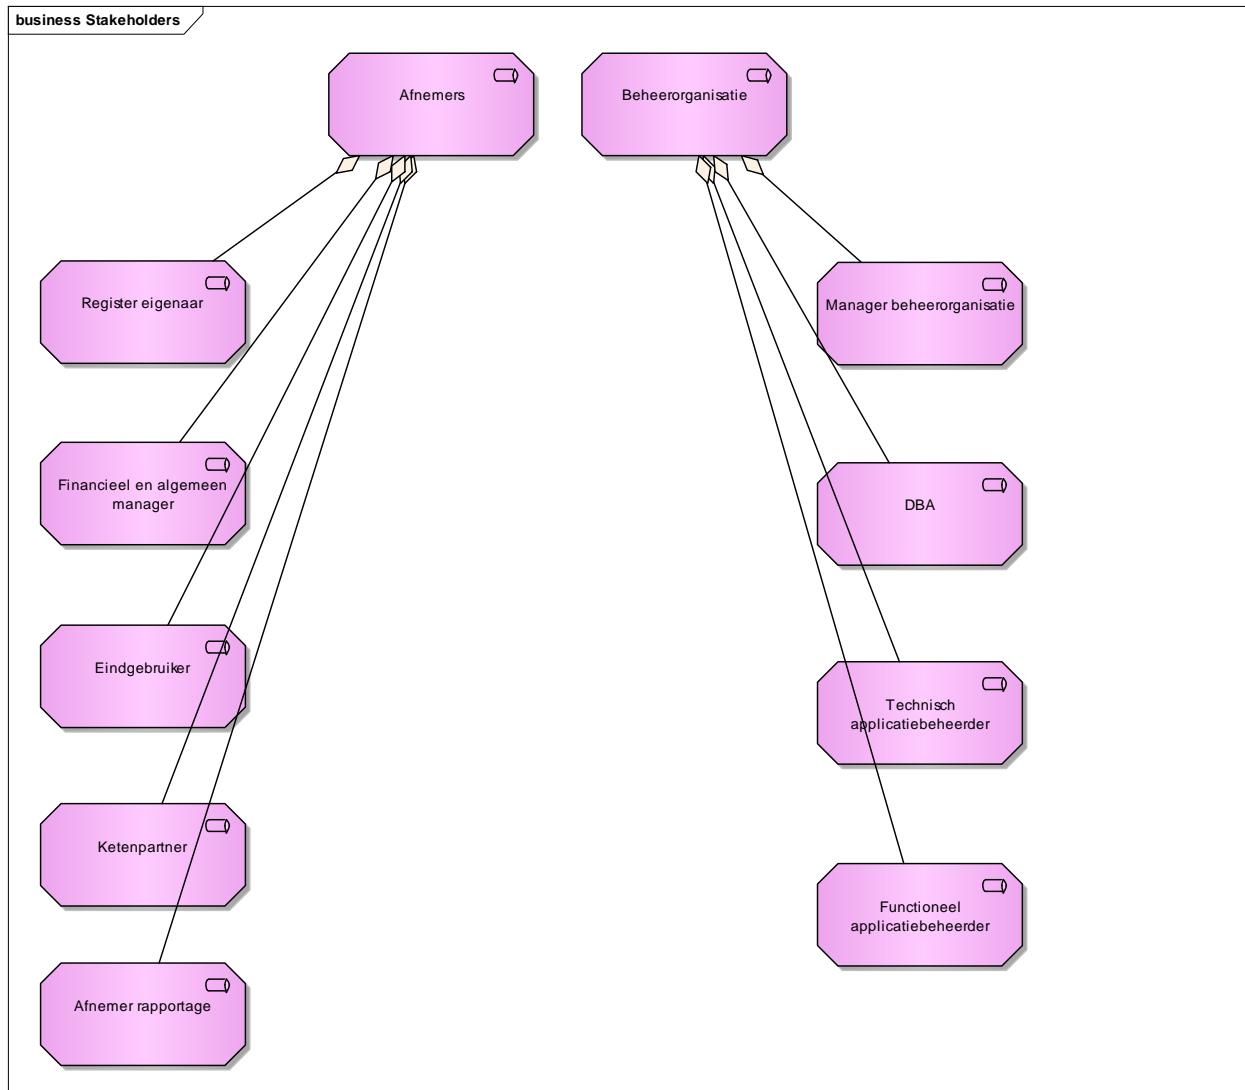 business Stakeholders
Afnemers
Beheerorganisatie
Register eigenaar
Manager beheerorganisatie
Financieel en algemeen
manager
DBA
Eindgebruiker
Technisch
applicatiebeheerder
Ketenpartner
Functioneel
applicatiebeheerder
Afnemer rapportage